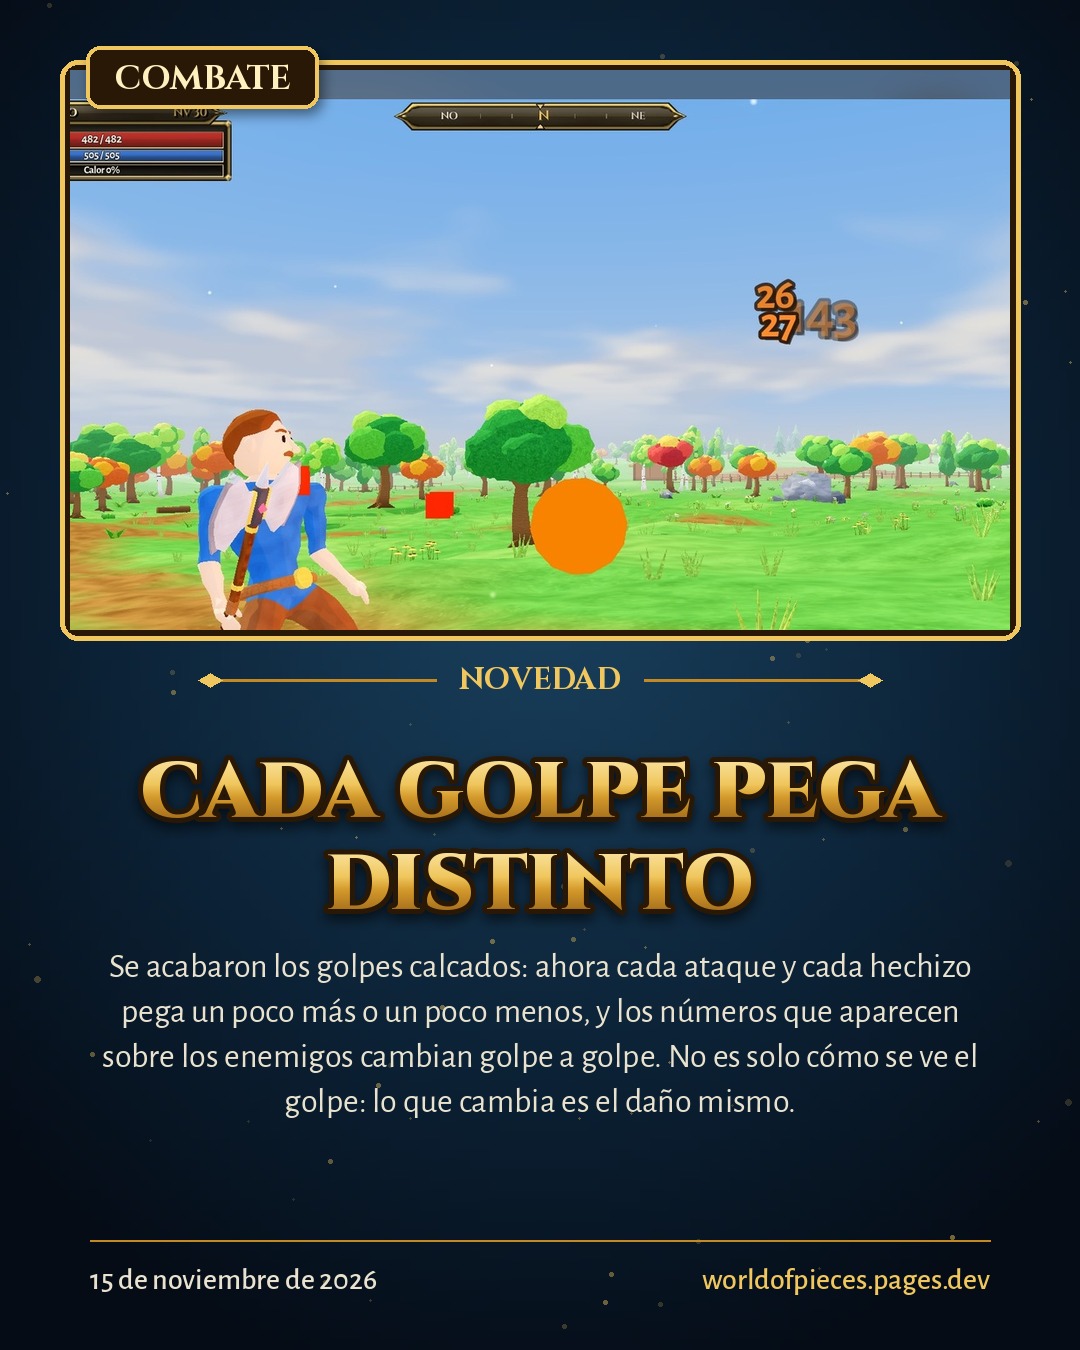 COMBATE
O NV 30
482 / 482
505 / 505
Calor 0%
NO N NE
26
27 143
NOVEDAD
CADA GOLPE PEGA
DISTINTO
Se acabaron los golpes calcados: ahora cada ataque y cada hechizo
pega un poco más o un poco menos, y los números que aparecen
sobre los enemigos cambian golpe a golpe. No es solo cómo se ve el
golpe: lo que cambia es el daño mismo.
15 de noviembre de 2026
worldofpieces.pages.dev